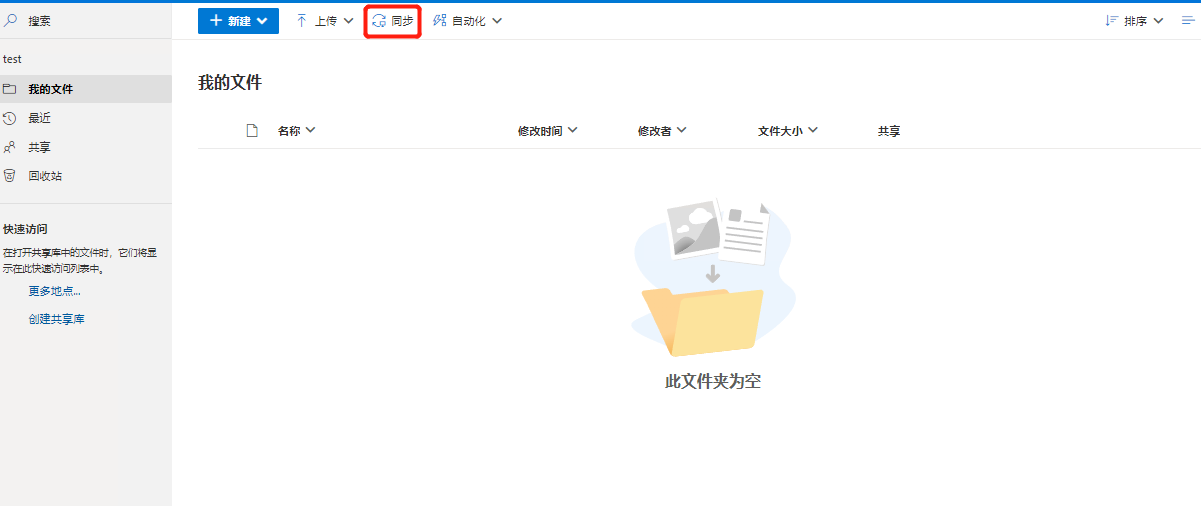 搜索
新建
上传
同步
自动化
排序
test
我的文件
最近
共享
回收站
快速访问
在打开共享库中的文件时，它们将显
示在此快速访问列表中。
更多地点...
创建共享库
我的文件
名称
修改时间
修改者
文件大小
共享
此文件夹为空